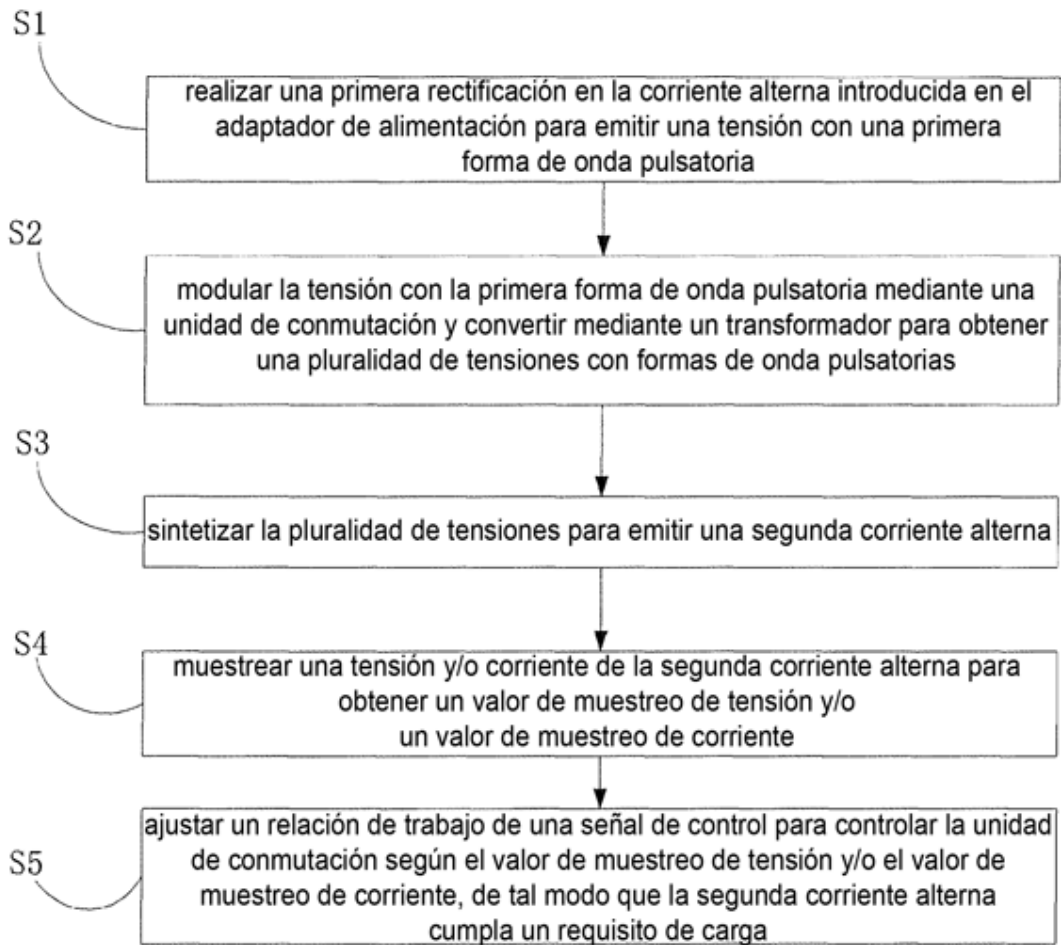 S1
realizar una primera rectificación en la corriente alterna introducida en el
adaptador de alimentación para emitir una tensión con una primera
forma de onda pulsatoria
S2
modular la tensión con la primera forma de onda pulsatoria mediante una
unidad de conmutación y convertir mediante un transformador para obtener
una pluralidad de tensiones con formas de onda pulsatorias
S3
sintetizar la pluralidad de tensiones para emitir una segunda corriente alterna
S4
muestrear una tensión y/o corriente de la segunda corriente alterna para
obtener un valor de muestreo de tensión y/o
un valor de muestreo de corriente
S5
ajustar un relación de trabajo de una señal de control para controlar la unidad
de conmutación según el valor de muestreo de tensión y/o el valor de
muestreo de corriente, de tal modo que la segunda corriente alterna
cumpla un requisito de carga